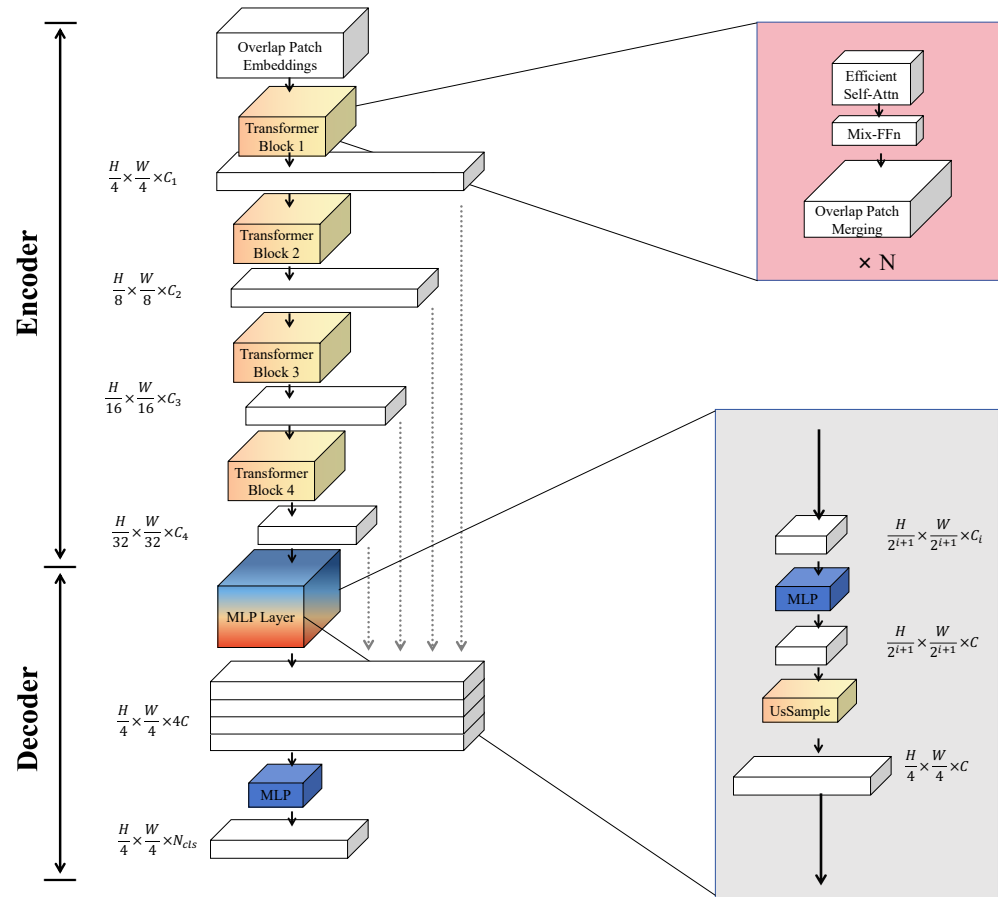 Overlap Patch
Embeddings
Transformer
Block 1
H/4 × W/4 × C₁
Transformer
Block 2
H/8 × W/8 × C₂
Transformer
Block 3
H/16 × W/16 × C₃
Transformer
Block 4
H/32 × W/32 × C₄
Encoder
MLP Layer
H/4 × W/4 × 4C
MLP
H/4 × W/4 × N_cls
Decoder
Efficient
Self-Attn
Mix-FFn
Overlap Patch
Merging
× N
H/2^{i+1} × W/2^{i+1} × C_i
MLP
H/2^{i+1} × W/2^{i+1} × C
UsSample
H/4 × W/4 × C